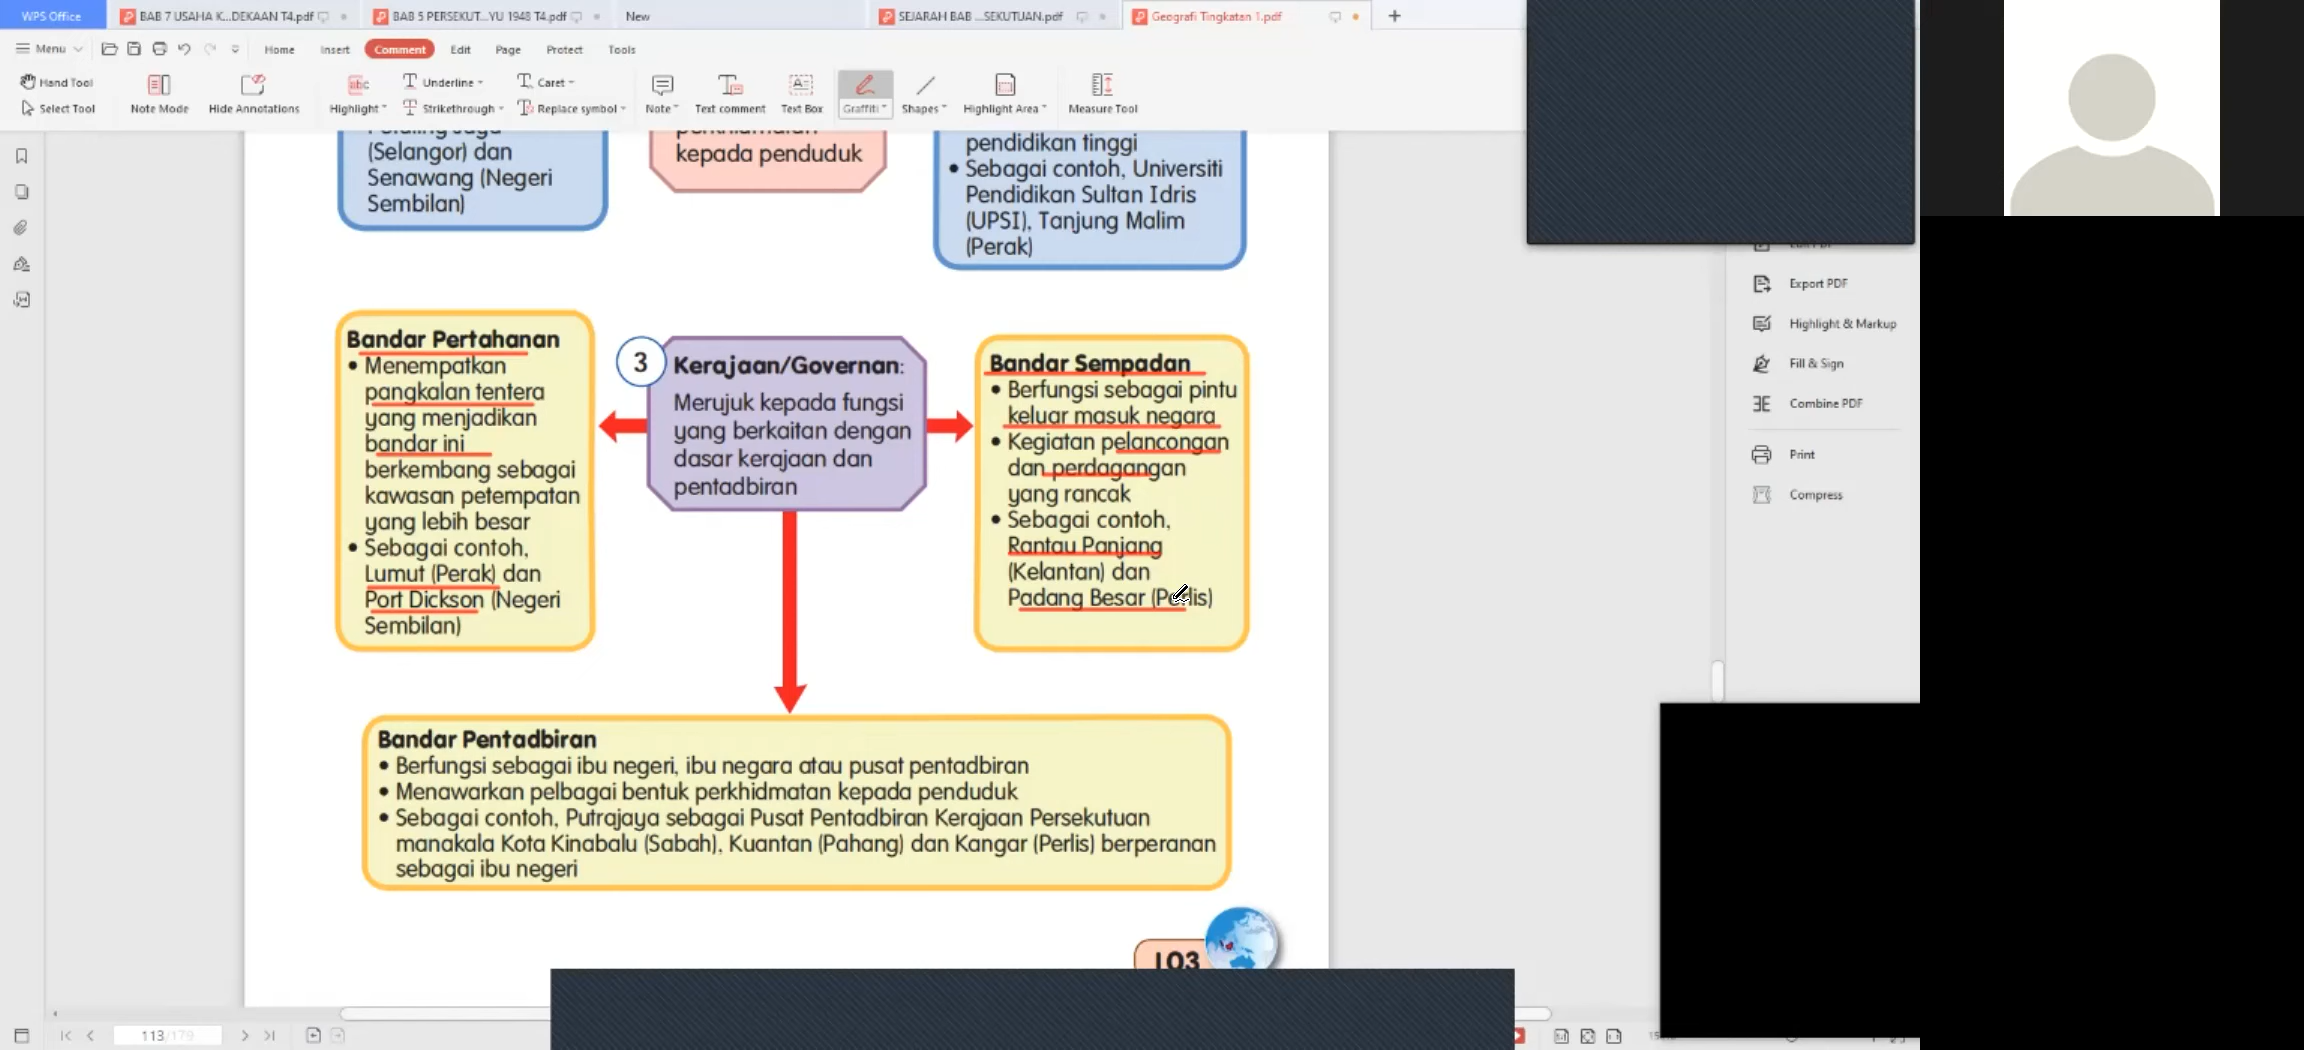 WPS Office
BAB 7 USAHA K...DEKAAN T4.pdf
BAB 5 PERSEKUT...YU 1948 T4.pdf
New
SEJARAH BAB ...SEKUTUAN.pdf
Geografi Tingkatan 1.pdf
Menu
Home
Insert
Comment
Edit
Page
Protect
Tools
Hand Tool
Select Tool
Note Mode
Hide Annotations
Highlight
Underline
Strikethrough
Caret
Replace symbol
Note
Text comment
Text Box
Graffiti
Shapes
Highlight Area
Measure Tool
(Selangor) dan
Senawang (Negeri
Sembilan)
perkhidmatan
kepada penduduk
pendidikan tinggi
• Sebagai contoh, Universiti
Pendidikan Sultan Idris
(UPSI), Tanjung Malim
(Perak)
Bandar Pertahanan
• Menempatkan
pangkalan tentera
yang menjadikan
bandar ini
berkembang sebagai
kawasan petempatan
yang lebih besar
• Sebagai contoh,
Lumut (Perak) dan
Port Dickson (Negeri
Sembilan)
3
Kerajaan/Governan:
Merujuk kepada fungsi
yang berkaitan dengan
dasar kerajaan dan
pentadbiran
Bandar Sempadan
• Berfungsi sebagai pintu
keluar masuk negara
• Kegiatan pelancongan
dan perdagangan
yang rancak
• Sebagai contoh,
Rantau Panjang
(Kelantan) dan
Padang Besar (Perlis)
Bandar Pentadbiran
• Berfungsi sebagai ibu negeri, ibu negara atau pusat pentadbiran
• Menawarkan pelbagai bentuk perkhidmatan kepada penduduk
• Sebagai contoh, Putrajaya sebagai Pusat Pentadbiran Kerajaan Persekutuan
manakala Kota Kinabalu (Sabah), Kuantan (Pahang) dan Kangar (Perlis) berperanan
sebagai ibu negeri
103
Export PDF
Highlight & Markup
Fill & Sign
Combine PDF
Print
Compress
113/179